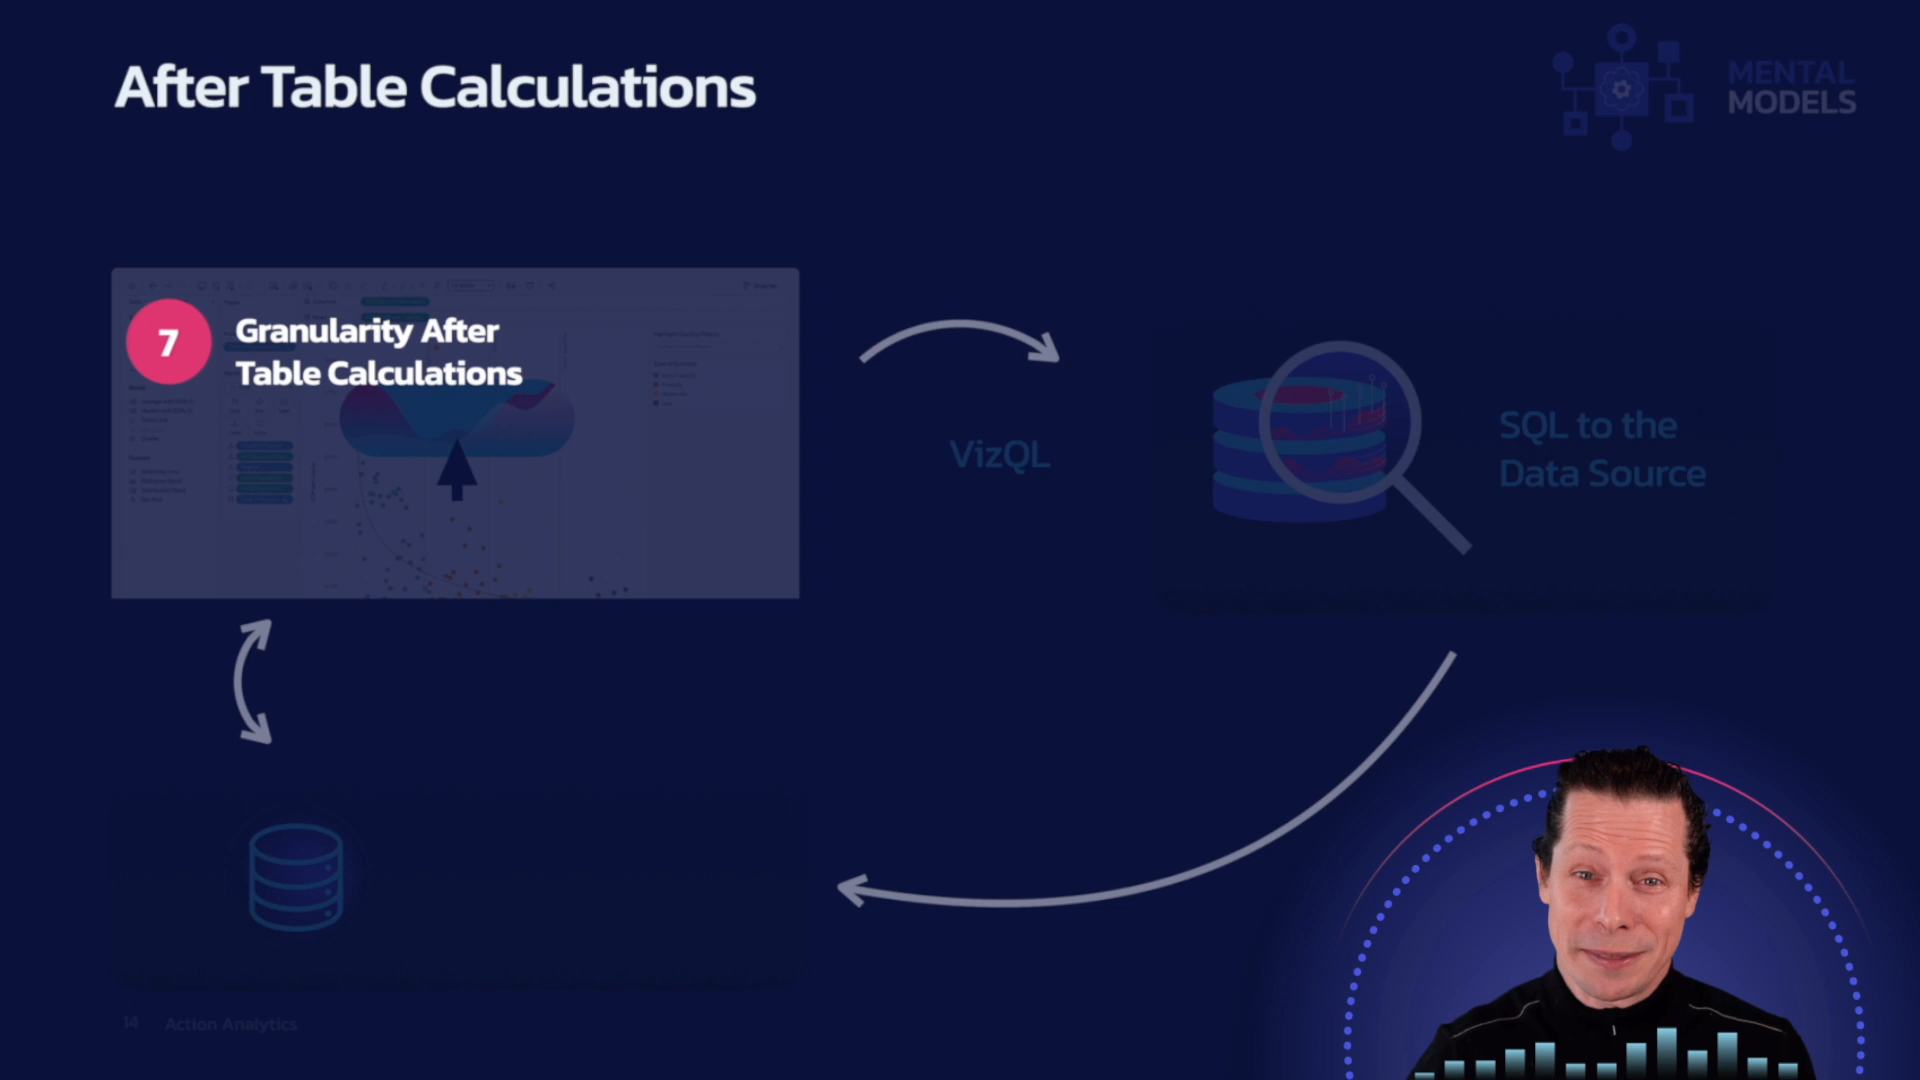 After Table Calculations
MENTAL
MODELS
7
Granularity After
Table Calculations
VizQL
SQL to the
Data Source
14
Action Analytics